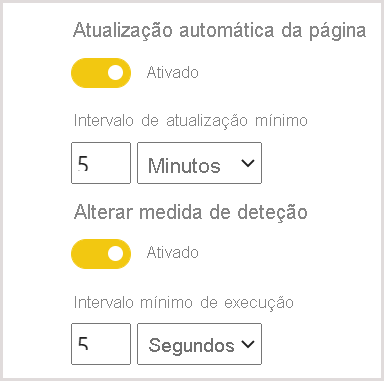 Atualização automática da página
Ativado
Intervalo de atualização mínimo
5 Minutos
Alterar medida de deteção
Ativado
Intervalo mínimo de execução
5 Segundos